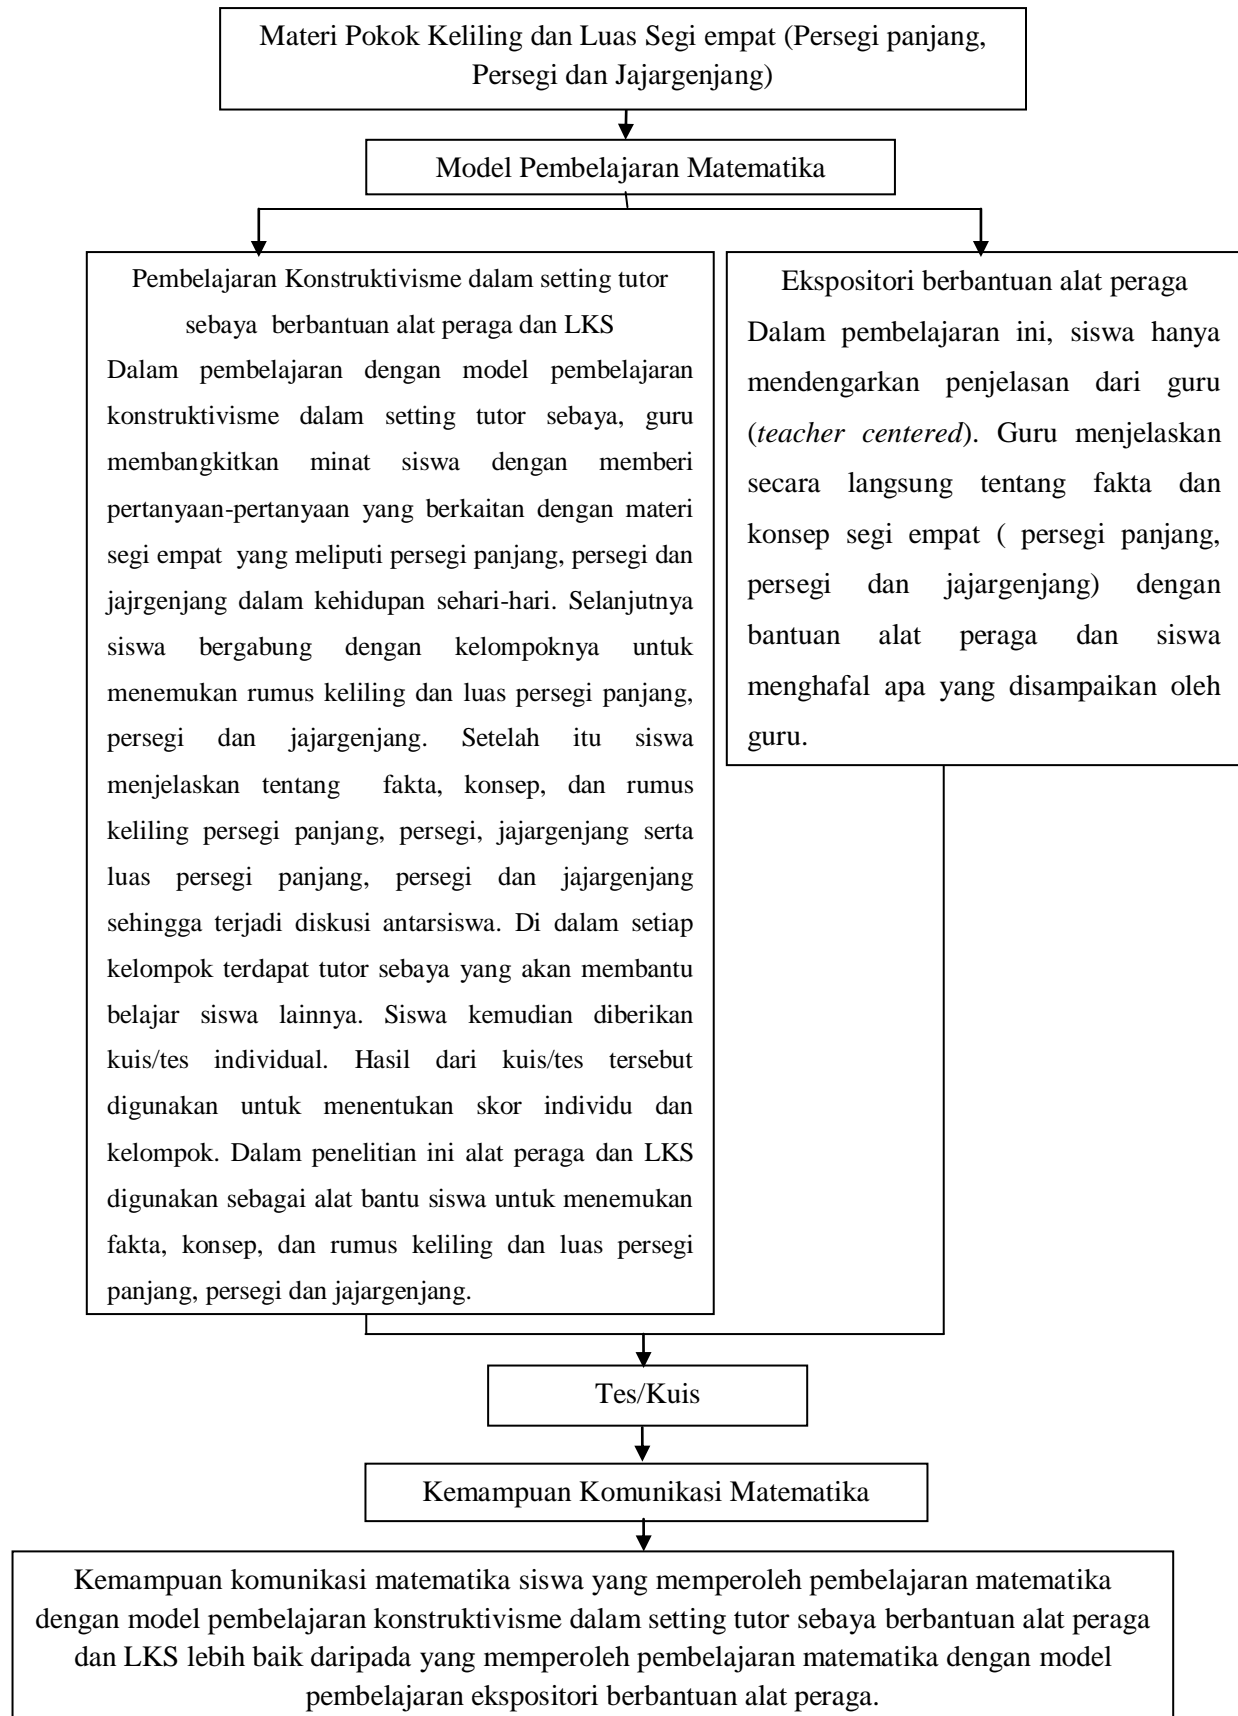 Materi Pokok Keliling dan Luas Segi empat (Persegi panjang,
Persegi dan Jajargenjang)
Model Pembelajaran Matematika
Pembelajaran Konstruktivisme dalam setting tutor
sebaya berbantuan alat peraga dan LKS
Dalam pembelajaran dengan model pembelajaran
konstruktivisme dalam setting tutor sebaya, guru
membangkitkan minat siswa dengan memberi
pertanyaan-pertanyaan yang berkaitan dengan materi
segi empat yang meliputi persegi panjang, persegi dan
jajrgenjang dalam kehidupan sehari-hari. Selanjutnya
siswa bergabung dengan kelompoknya untuk
menemukan rumus keliling dan luas persegi panjang,
persegi dan jajargenjang. Setelah itu siswa
menjelaskan tentang fakta, konsep, dan rumus
keliling persegi panjang, persegi, jajargenjang serta
luas persegi panjang, persegi dan jajargenjang
sehingga terjadi diskusi antarsiswa. Di dalam setiap
kelompok terdapat tutor sebaya yang akan membantu
belajar siswa lainnya. Siswa kemudian diberikan
kuis/tes individual. Hasil dari kuis/tes tersebut
digunakan untuk menentukan skor individu dan
kelompok. Dalam penelitian ini alat peraga dan LKS
digunakan sebagai alat bantu siswa untuk menemukan
fakta, konsep, dan rumus keliling dan luas persegi
panjang, persegi dan jajargenjang.
Ekspositori berbantuan alat peraga
Dalam pembelajaran ini, siswa hanya
mendengarkan penjelasan dari guru
(teacher centered). Guru menjelaskan
secara langsung tentang fakta dan
konsep segi empat ( persegi panjang,
persegi dan jajargenjang) dengan
bantuan alat peraga dan siswa
menghafal apa yang disampaikan oleh
guru.
Tes/Kuis
Kemampuan Komunikasi Matematika
Kemampuan komunikasi matematika siswa yang memperoleh pembelajaran matematika
dengan model pembelajaran konstruktivisme dalam setting tutor sebaya berbantuan alat peraga
dan LKS lebih baik daripada yang memperoleh pembelajaran matematika dengan model
pembelajaran ekspositori berbantuan alat peraga.